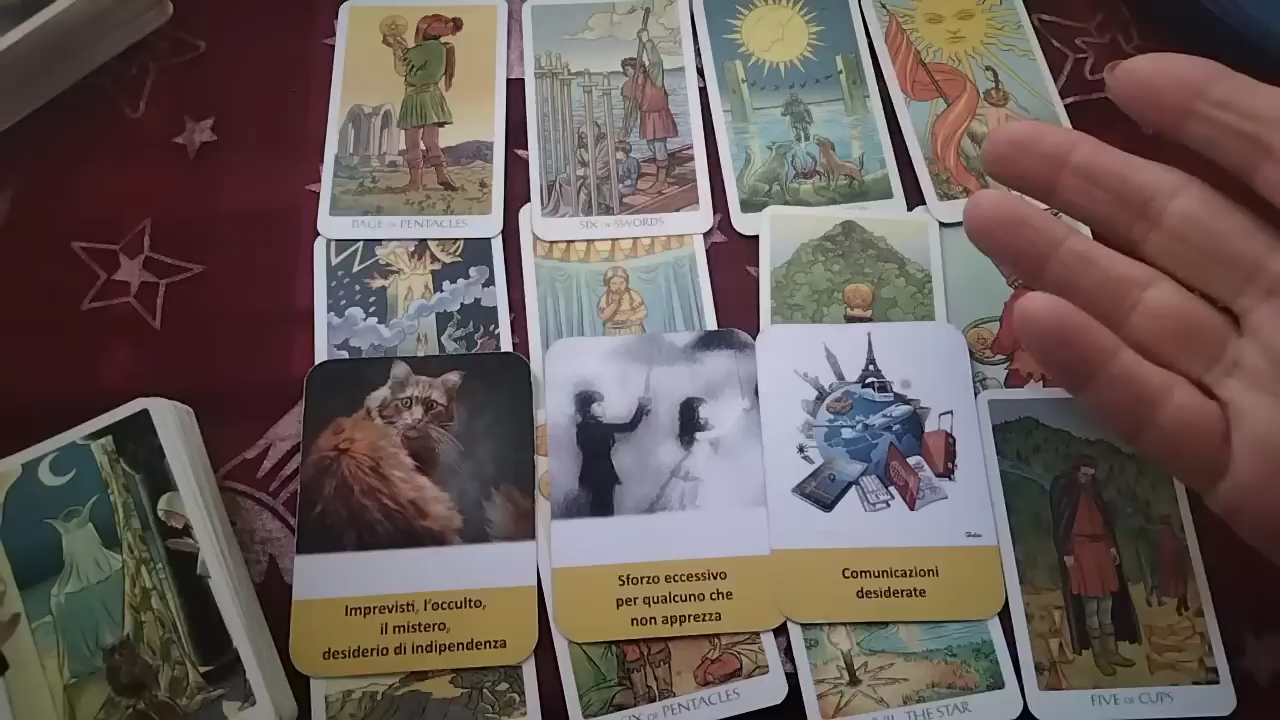 PAGE OF PENTACLES
SIX OF SWORDS
Imprevisti, l'occulto,
il mistero,
desiderio di indipendenza
Sforzo eccessivo
per qualcuno che
non apprezza
Comunicazioni
desiderate
SIX OF PENTACLES
THE STAR
FIVE OF CUPS